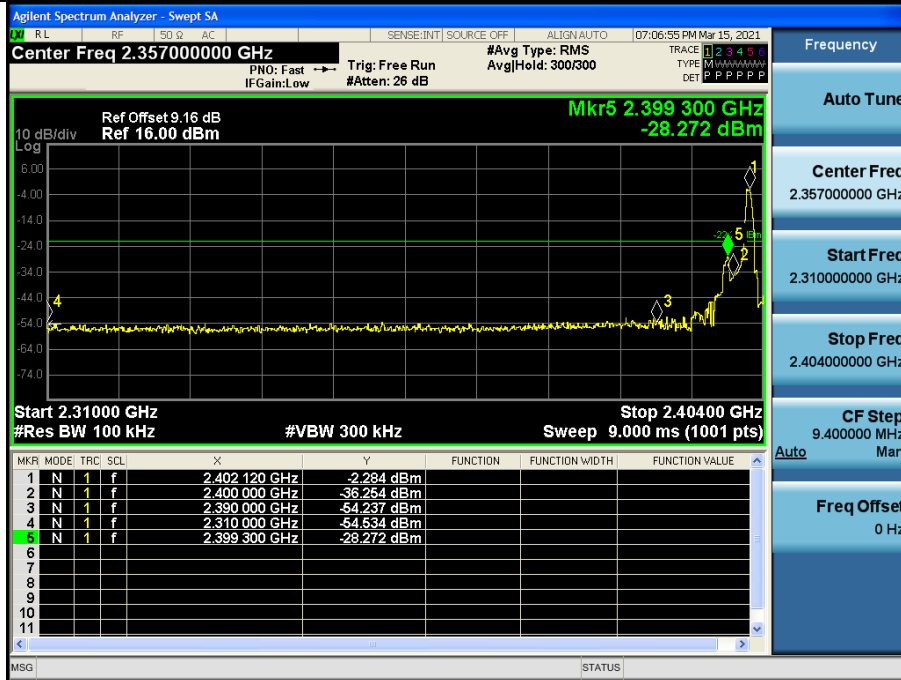 Agilent Spectrum Analyzer - Swept SA
LXI RL RF 50 Ω AC SENSE:INT SOURCE OFF ALIGN AUTO 07:06:55 PM Mar 15, 2021
Center Freq 2.357000000 GHz
PNO: Fast
IFGain:Low
Trig: Free Run
#Atten: 26 dB
#Avg Type: RMS
Avg|Hold: 300/300
TRACE 1 2 3 4 5 6
TYPE M
DET P P P P P P
Mkr5 2.399 300 GHz
-28.272 dBm
Ref Offset 9.16 dB
10 dB/div Ref 16.00 dBm
Log
6.00
-4.00
-14.0
-24.0
-34.0
-44.0
-54.0
-64.0
-74.0
1
5
2
3
4
Start 2.31000 GHz Stop 2.40400 GHz
#Res BW 100 kHz #VBW 300 kHz Sweep 9.000 ms (1001 pts)
MKR MODE TRC SCL X Y FUNCTION FUNCTION WIDTH FUNCTION VALUE
1 N 1 f 2.402 120 GHz -2.284 dBm
2 N 1 f 2.400 000 GHz -36.254 dBm
3 N 1 f 2.390 000 GHz -54.237 dBm
4 N 1 f 2.310 000 GHz -54.534 dBm
5 N 1 f 2.399 300 GHz -28.272 dBm
6
7
8
9
10
11
MSG STATUS
Frequency
Auto Tune
Center Freq
2.357000000 GHz
Start Freq
2.310000000 GHz
Stop Freq
2.404000000 GHz
CF Step
9.400000 MHz
Auto Man
Freq Offset
0 Hz